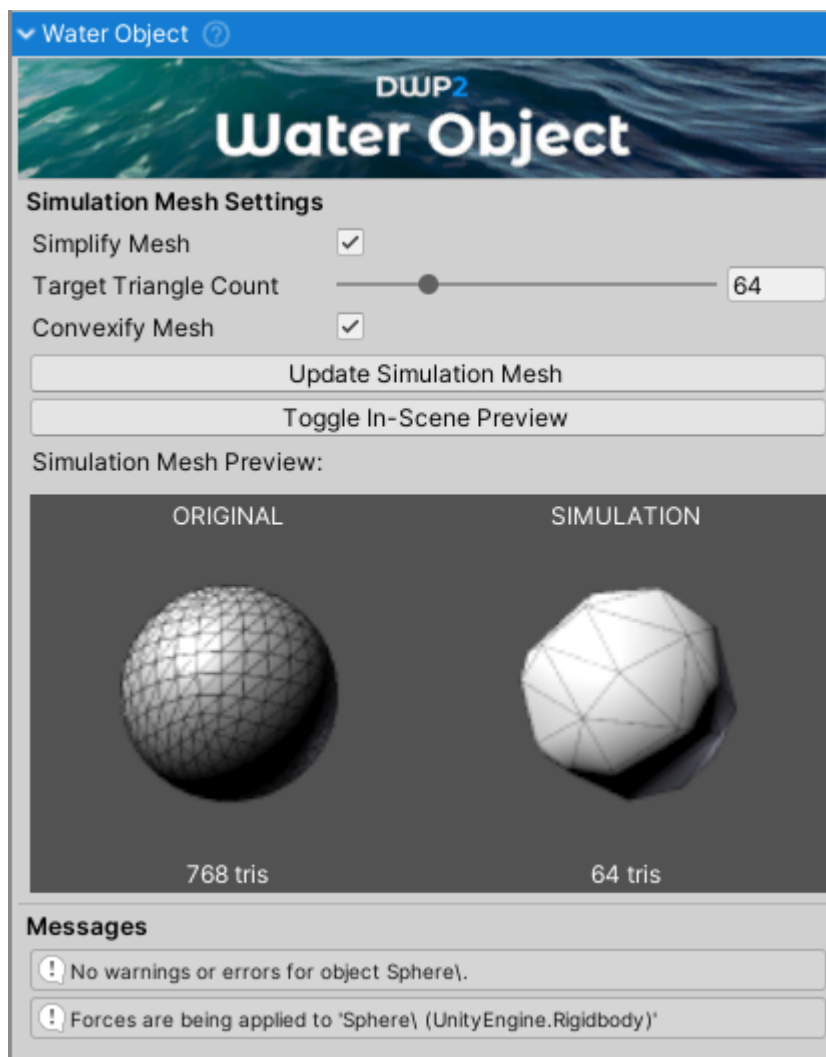 Water Object
DWP2
Water Object
Simulation Mesh Settings
Simplify Mesh
Target Triangle Count 64
Convexify Mesh
Update Simulation Mesh
Toggle In-Scene Preview
Simulation Mesh Preview:
ORIGINAL SIMULATION
768 tris 64 tris
Messages
No warnings or errors for object Sphere\.
Forces are being applied to 'Sphere\ (UnityEngine.Rigidbody)'